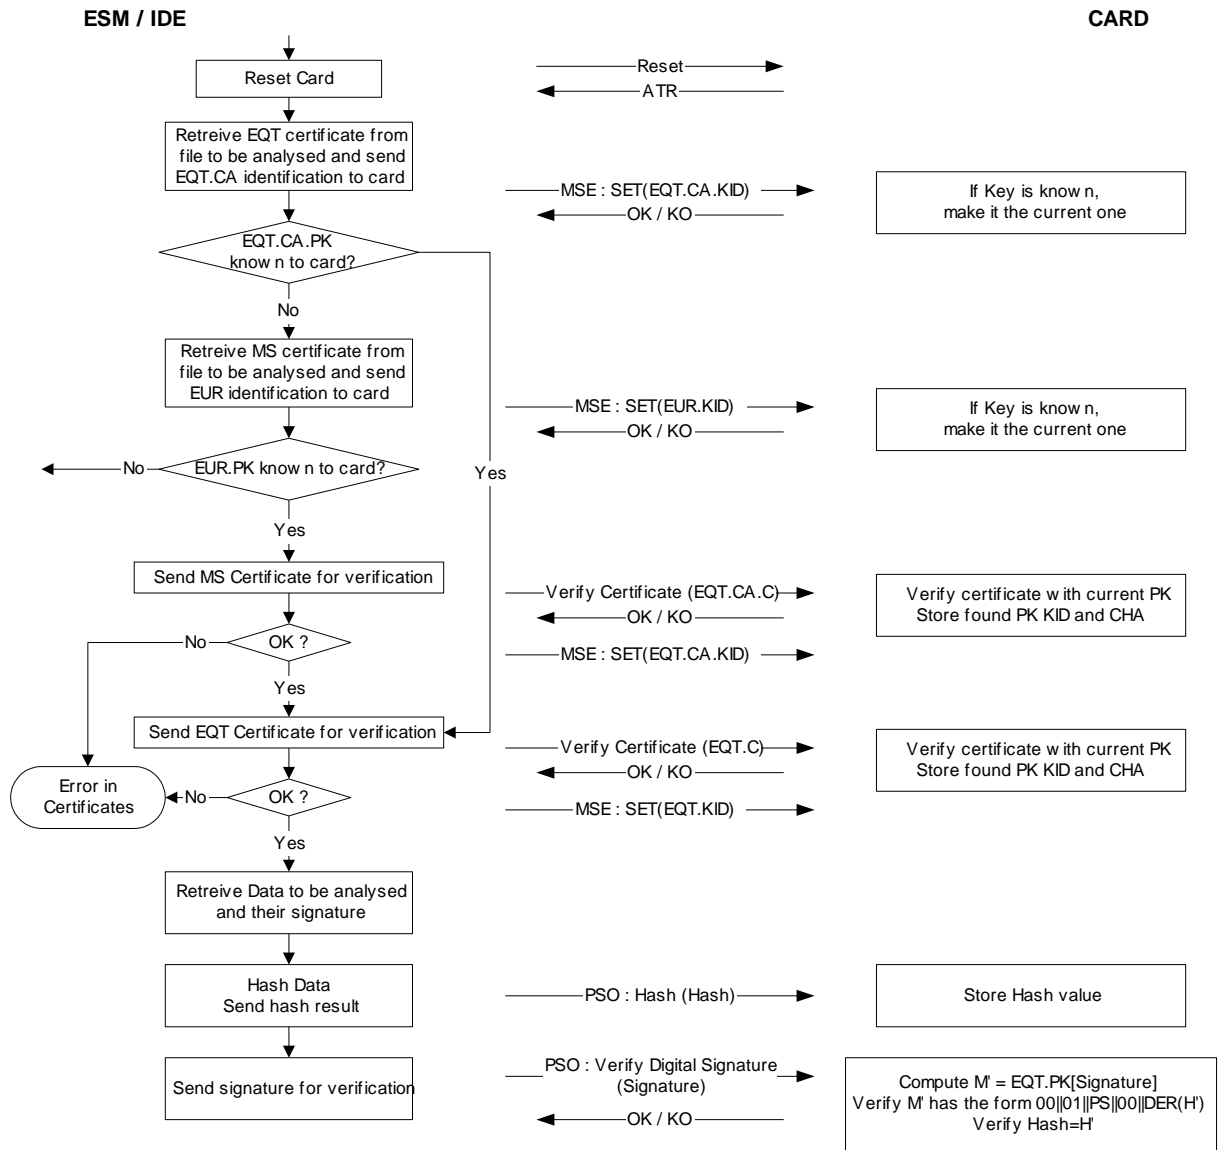 ESM / IDE
CARD
Reset Card
Reset
ATR
Retreive EQT certificate from
file to be analysed and send
EQT.CA identification to card
MSE : SET(EQT.CA.KID)
OK / KO
If Key is known,
make it the current one
EQT.CA.PK
known to card?
No
Retreive MS certificate from
file to be analysed and send
EUR identification to card
MSE : SET(EUR.KID)
OK / KO
If Key is known,
make it the current one
No
EUR.PK known to card?
Yes
Yes
Send MS Certificate for verification
Verify Certificate (EQT.CA.C)
OK / KO
Verify certificate with current PK
Store found PK KID and CHA
No
OK ?
MSE : SET(EQT.CA.KID)
Yes
Send EQT Certificate for verification
Verify Certificate (EQT.C)
OK / KO
Verify certificate with current PK
Store found PK KID and CHA
Error in
Certificates
No
OK ?
MSE : SET(EQT.KID)
Yes
Retreive Data to be analysed
and their signature
Hash Data
Send hash result
PSO : Hash (Hash)
Store Hash value
Send signature for verification
PSO : Verify Digital Signature
(Signature)
OK / KO
Compute M' = EQT.PK[Signature]
Verify M' has the form 00||01||PS||00||DER(H')
Verify Hash=H'